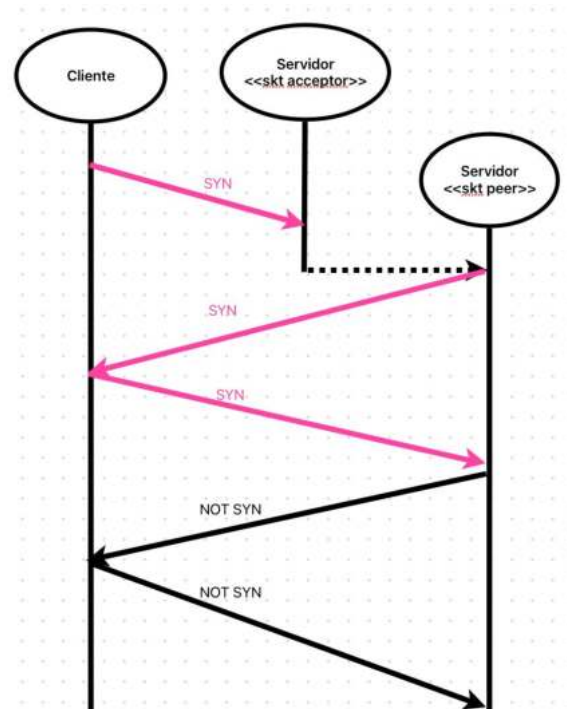 Cliente
Servidor
<<skt acceptor>>
Servidor
<<skt peer>>
SYN
SYN
SYN
NOT SYN
NOT SYN